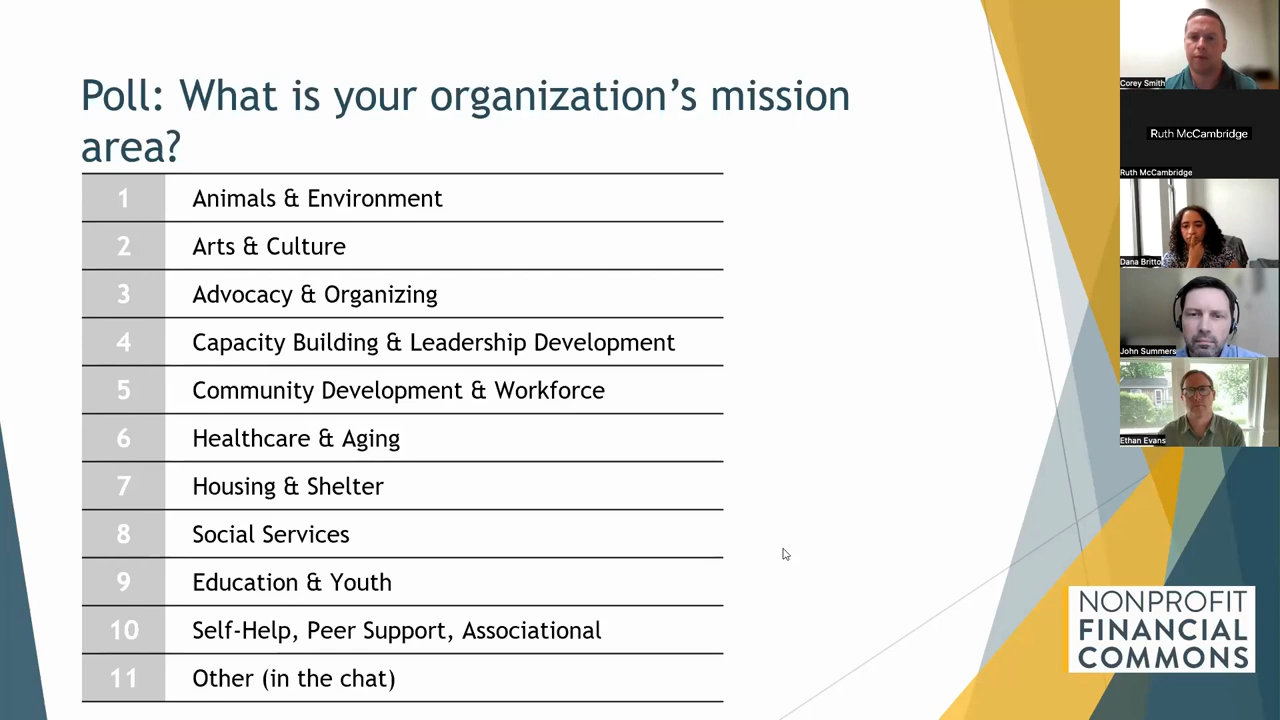 Poll: What is your organization’s mission
area?
1 Animals & Environment
2 Arts & Culture
3 Advocacy & Organizing
4 Capacity Building & Leadership Development
5 Community Development & Workforce
6 Healthcare & Aging
7 Housing & Shelter
8 Social Services
9 Education & Youth
10 Self-Help, Peer Support, Associational
11 Other (in the chat)
Corey Smith
Ruth McCambridge
Ruth McCambridge
Dana Britto
John Summers
Ethan Evans
NONPROFIT
FINANCIAL
COMMONS